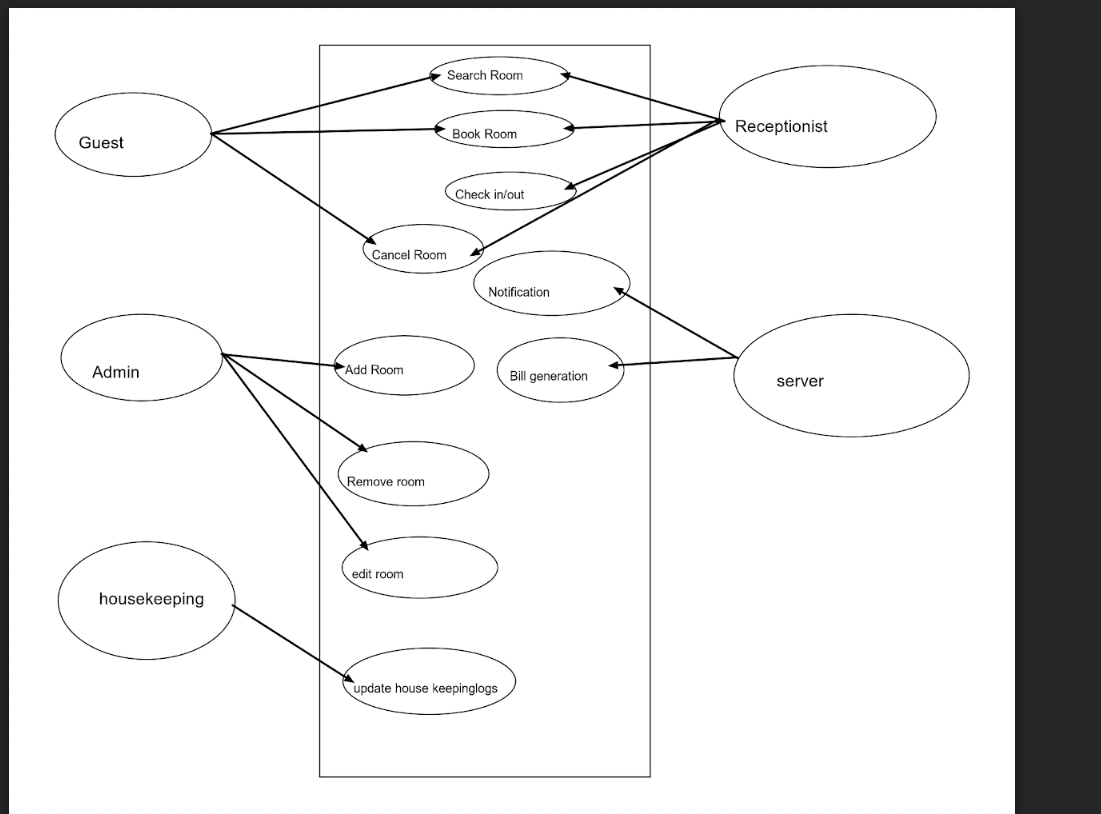 Search Room
Guest
Book Room
Receptionist
Check in/out
Cancel Room
Notification
Admin
Add Room
Bill generation
server
Remove room
edit room
housekeeping
update house keepinglogs